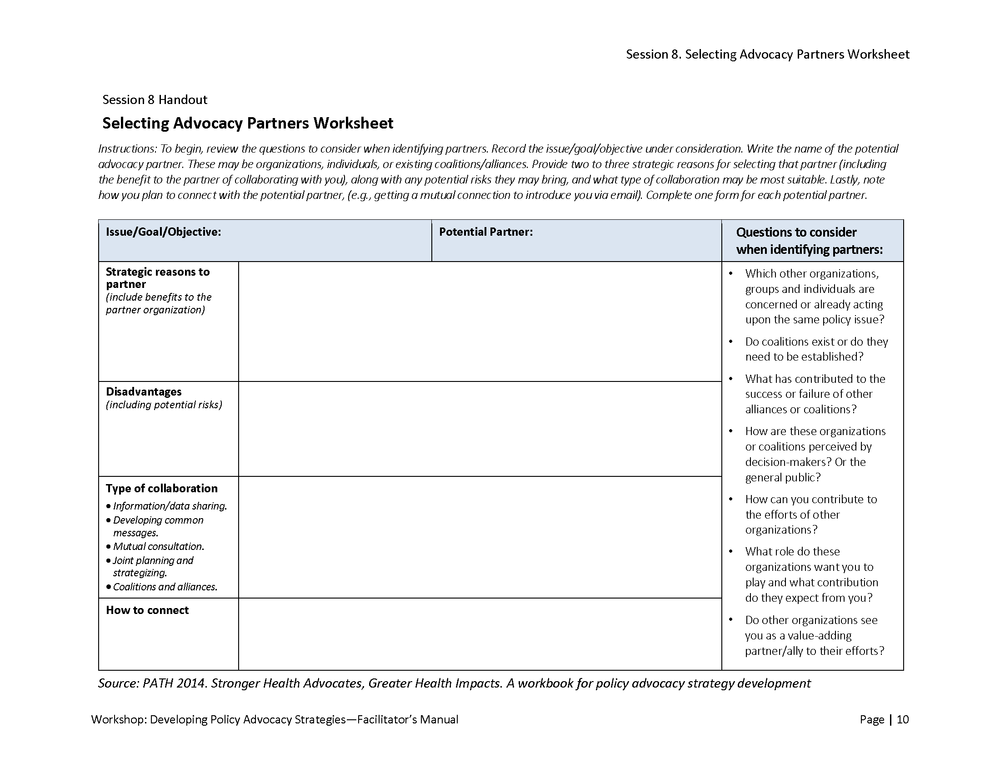 Session 8. Selecting Advocacy Partners Worksheet
Session 8 Handout
Selecting Advocacy Partners Worksheet
Instructions: To begin, review the questions to consider when identifying partners. Record the issue/goal/objective under consideration. Write the name of the potential
advocacy partner. These may be organizations, individuals, or existing coalitions/alliances. Provide two to three strategic reasons for selecting that partner (including
the benefit to the partner of collaborating with you), along with any potential risks they may bring, and what type of collaboration may be most suitable. Lastly, note
how you plan to connect with the potential partner, (e.g., getting a mutual connection to introduce you via email). Complete one form for each potential partner.
Issue/Goal/Objective:
Potential Partner:
Questions to consider
when identifying partners:
Strategic reasons to
partner
(include benefits to the
partner organization)
Disadvantages
(including potential risks)
Type of collaboration
• Information/data sharing.
• Developing common
messages.
• Mutual consultation.
• Joint planning and
strategizing.
• Coalitions and alliances.
How to connect
• Which other organizations,
groups and individuals are
concerned or already acting
upon the same policy issue?
• Do coalitions exist or do they
need to be established?
• What has contributed to the
success or failure of other
alliances or coalitions?
• How are these organizations
or coalitions perceived by
decision-makers? Or the
general public?
• How can you contribute to
the efforts of other
organizations?
• What role do these
organizations want you to
play and what contribution
do they expect from you?
• Do other organizations see
you as a value-adding
partner/ally to their efforts?
Source: PATH 2014. Stronger Health Advocates, Greater Health Impacts. A workbook for policy advocacy strategy development
Workshop: Developing Policy Advocacy Strategies—Facilitator’s Manual
Page | 10